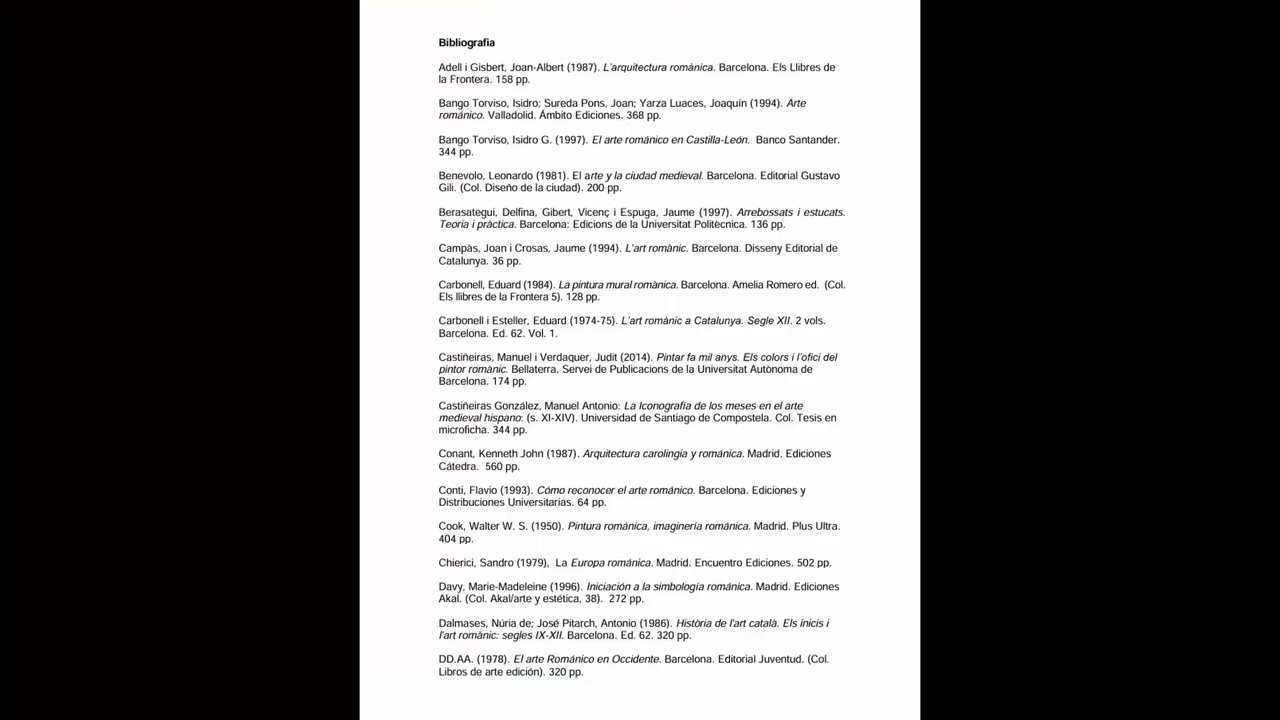 Bibliografia
Adell i Gisbert, Joan-Albert (1987). L'arquitectura romànica. Barcelona. Els Llibres de
la Frontera. 158 pp.
Bango Torviso, Isidro; Sureda Pons, Joan; Yarza Luaces, Joaquín (1994). Arte
románico. Valladolid. Ámbito Ediciones. 368 pp.
Bango Torviso, Isidro G. (1997). El arte románico en Castilla-León.  Banco Santander.
344 pp.
Benevolo, Leonardo (1981). El arte y la ciudad medieval. Barcelona. Editorial Gustavo
Gili. (Col. Diseño de la ciudad). 200 pp.
Berasategui, Delfina, Gibert, Vicenç i Espuga, Jaume (1997). Arrebossats i estucats.
Teoria i pràctica. Barcelona: Edicions de la Universitat Politècnica. 136 pp.
Campàs, Joan i Crosas, Jaume (1994). L'art romànic. Barcelona. Disseny Editorial de
Catalunya. 36 pp.
Carbonell, Eduard (1984). La pintura mural romànica. Barcelona. Amelia Romero ed.  (Col.
Els llibres de la Frontera 5). 128 pp.
Carbonell i Esteller, Eduard (1974-75). L'art romànic a Catalunya. Segle XII. 2 vols.
Barcelona. Ed. 62. Vol. 1.
Castiñeiras, Manuel i Verdaquer, Judit (2014). Pintar fa mil anys. Els colors i l'ofici del
pintor romànic. Bellaterra. Servei de Publicacions de la Universitat Autònoma de
Barcelona. 174 pp.
Castiñeiras González, Manuel Antonio: La Iconografía de los meses en el arte
medieval hispano: (s. XI-XIV). Universidad de Santiago de Compostela. Col. Tesis en
microficha. 344 pp.
Conant, Kenneth John (1987). Arquitectura carolingia y románica. Madrid. Ediciones
Cátedra.  560 pp.
Conti, Flavio (1993). Cómo reconocer el arte románico. Barcelona. Ediciones y
Distribuciones Universitarias. 64 pp.
Cook, Walter W. S. (1950). Pintura románica, imaginería románica. Madrid. Plus Ultra.
404 pp.
Chierici, Sandro (1979),  La Europa románica. Madrid. Encuentro Ediciones. 502 pp.
Davy, Marie-Madeleine (1996). Iniciación a la simbología románica. Madrid. Ediciones
Akal. (Col. Akal/arte y estética, 38).  272 pp.
Dalmases, Núria de; José Pitarch, Antonio (1986). Història de l'art català. Els inicis i
l'art romànic: segles IX-XII. Barcelona. Ed. 62. 320 pp.
DD.AA. (1978). El arte Románico en Occidente. Barcelona. Editorial Juventud. (Col.
Libros de arte edición). 320 pp.